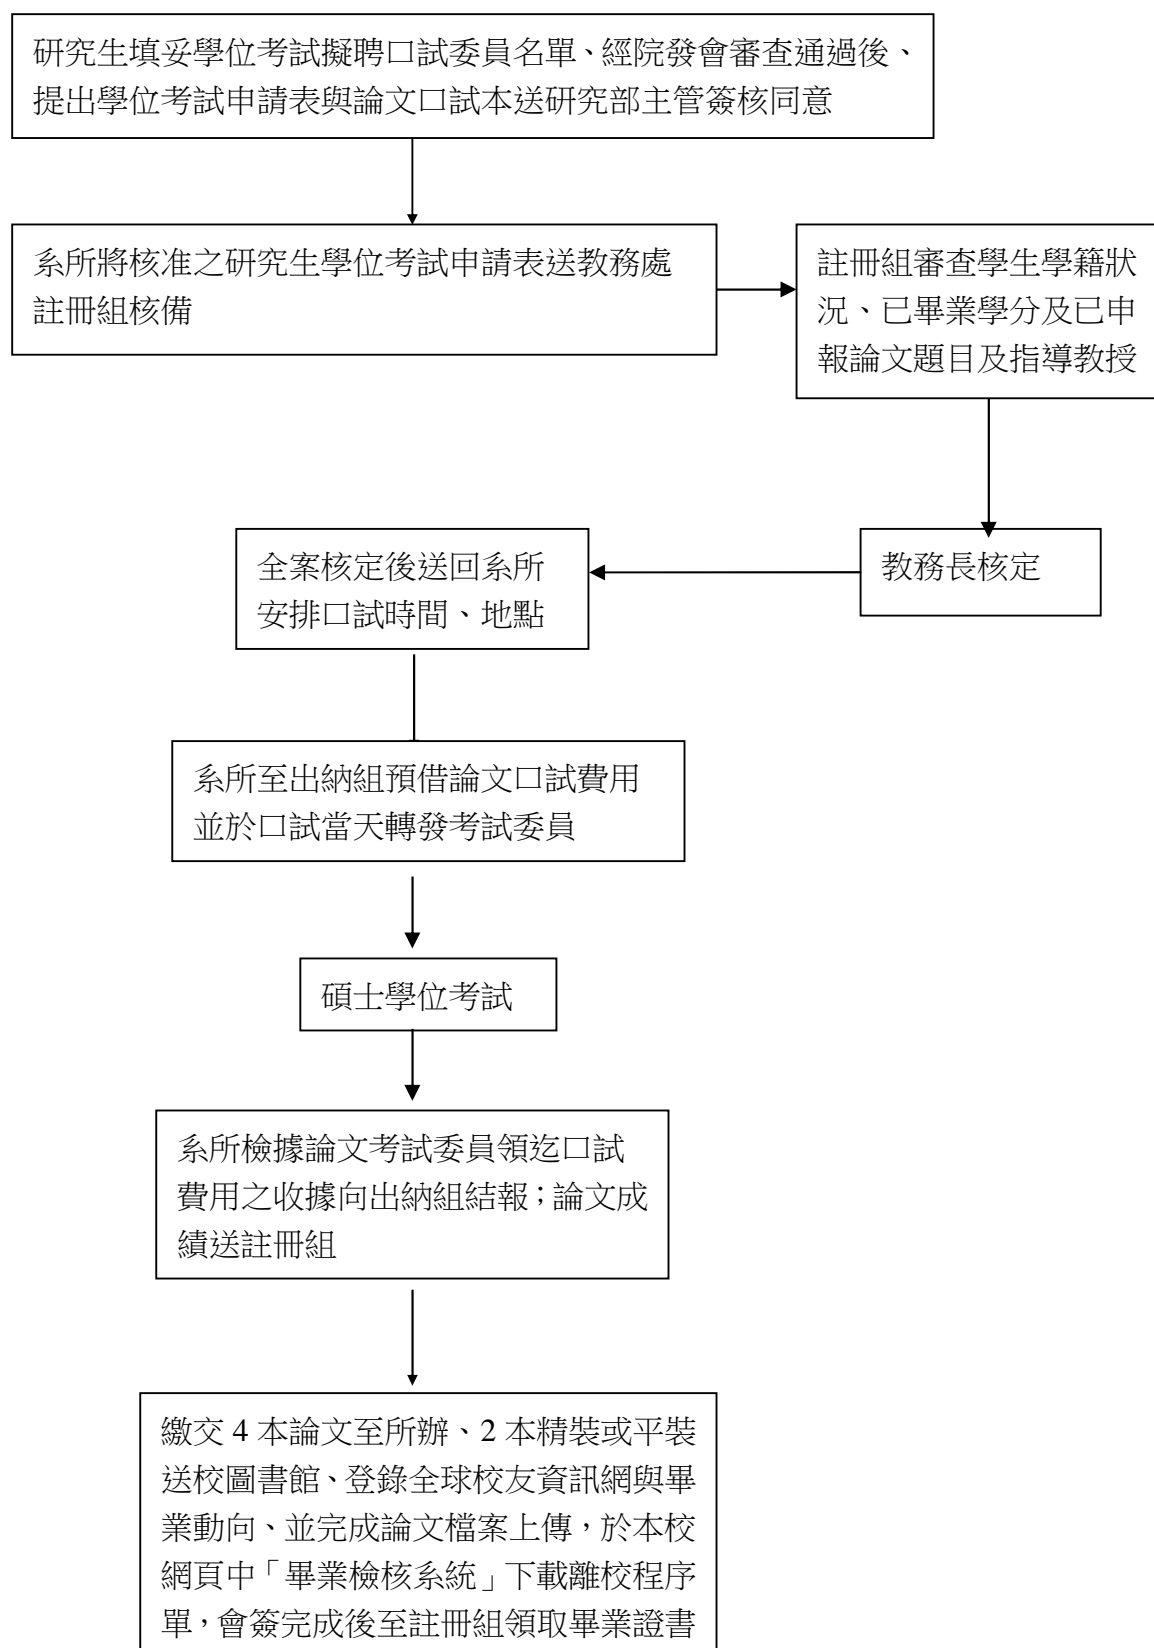 研究生填妥學位考試擬聘口試委員名單、經院發會審查通過後、
提出學位考試申請表與論文口試本送研究部主管簽核同意
系所將核准之研究生學位考試申請表送教務處
註冊組核備
註冊組審查學生學籍狀
況、已畢業學分及已申
報論文題目及指導教授
教務長核定
全案核定後送回系所
安排口試時間、地點
系所至出納組預借論文口試費用
並於口試當天轉發考試委員
碩士學位考試
系所檢據論文考試委員領迄口試
費用之收據向出納組結報；論文成
績送註冊組
繳交 4 本論文至所辦、2 本精裝或平裝
送校圖書館、登錄全球校友資訊網與畢
業動向、並完成論文檔案上傳，於本校
網頁中「畢業檢核系統」下載離校程序
單，會簽完成後至註冊組領取畢業證書